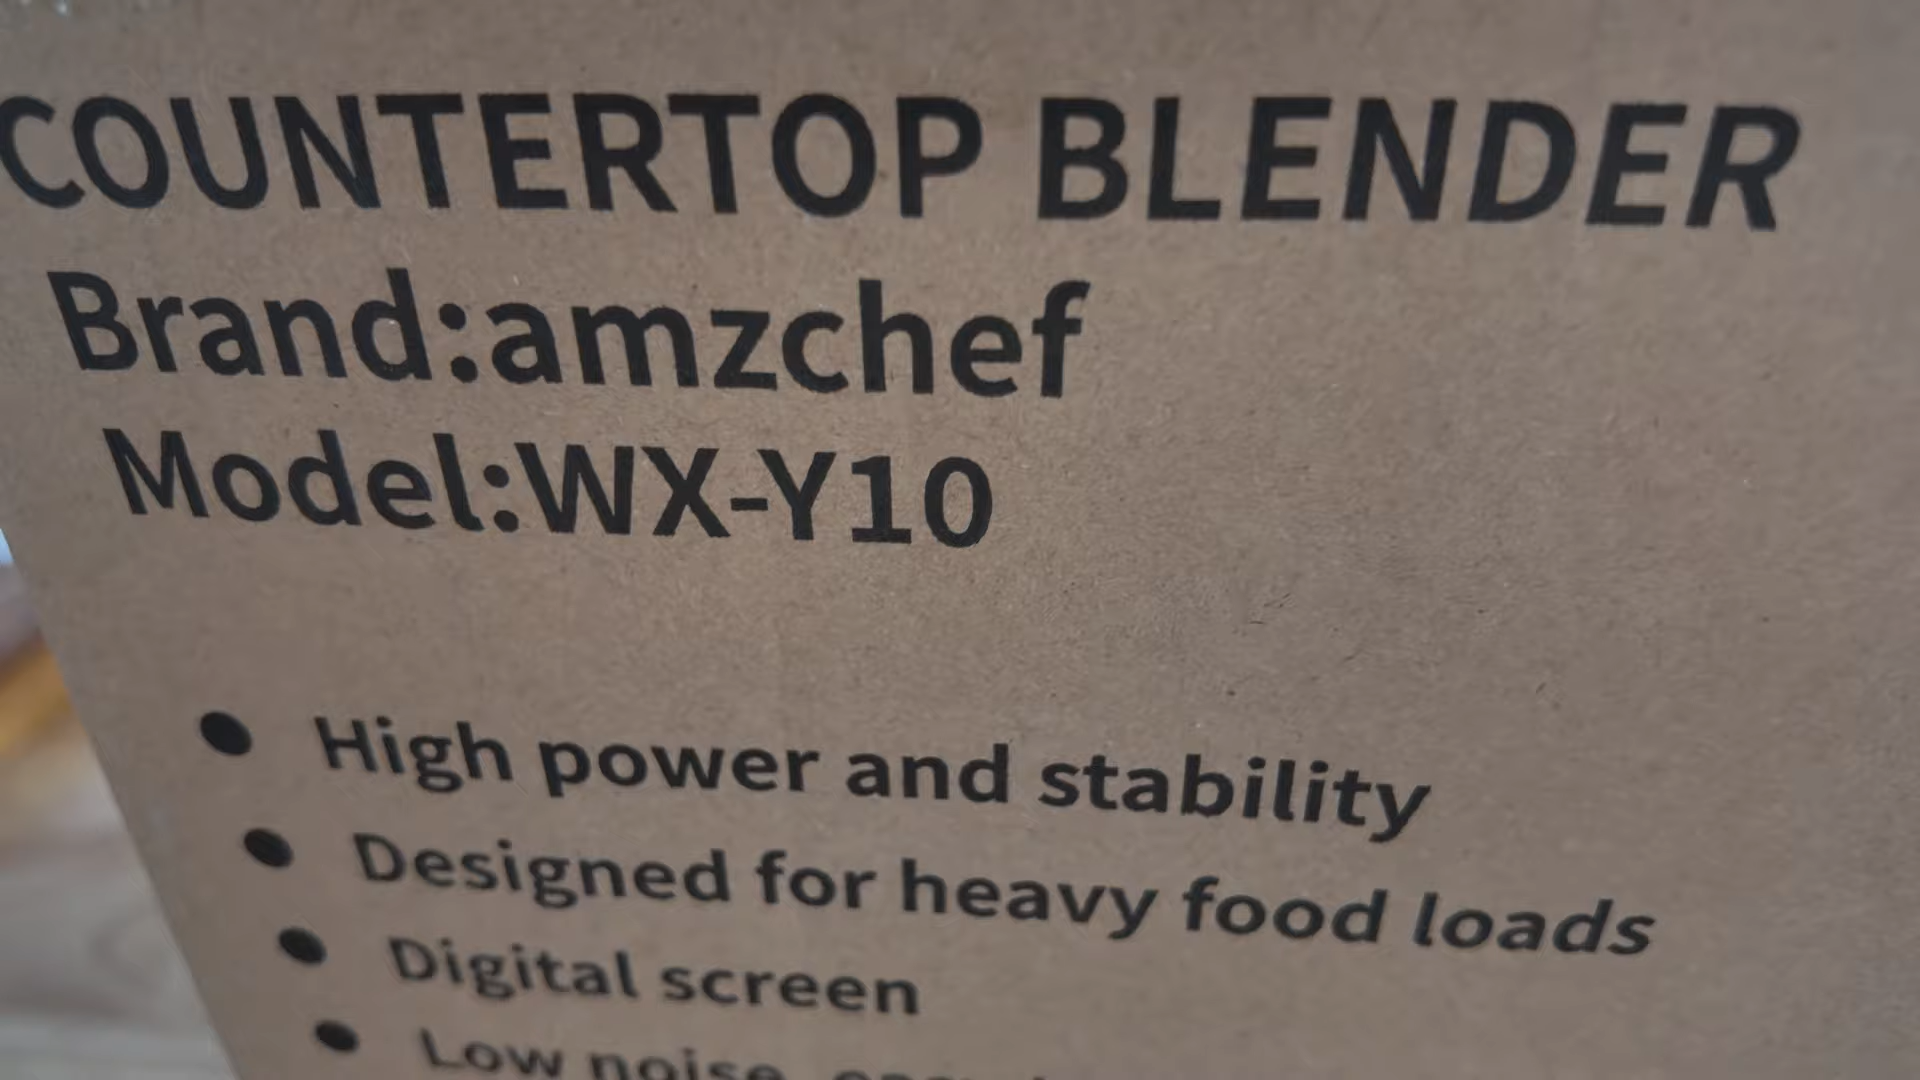 COUNTERTOP BLENDER
Brand:amzchef
Model:WX-Y10
● High power and stability
● Designed for heavy food loads
● Digital screen
● Low noise,